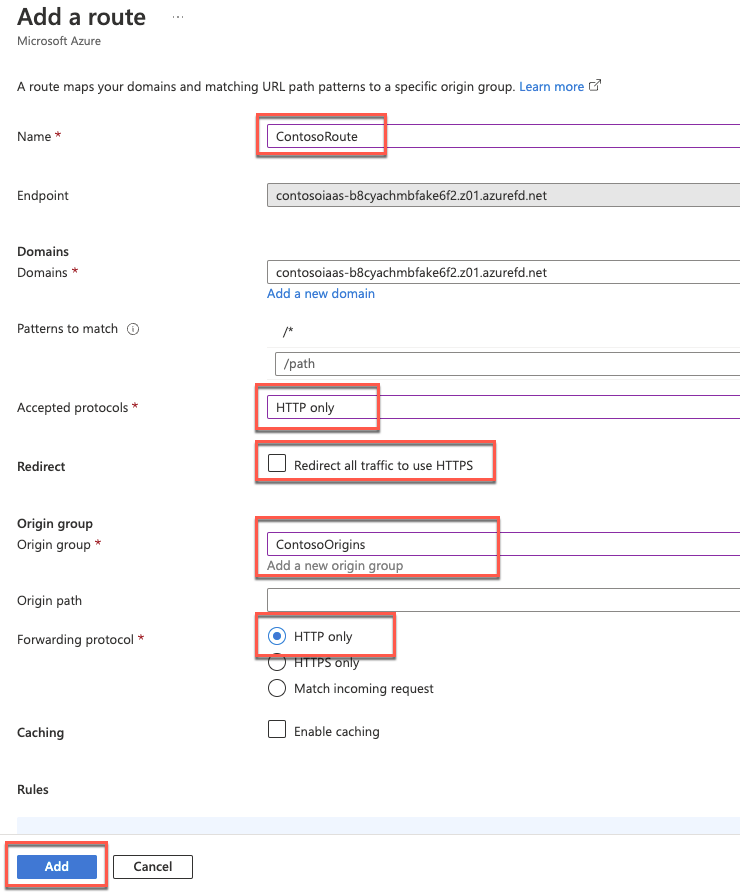 Add a route ...
Microsoft Azure
A route maps your domains and matching URL path patterns to a specific origin group. Learn more
Name * ContosoRoute
Endpoint contosoiaas-b8cyachmbfake6f2.z01.azurefd.net
Domains
Domains * contosoiaas-b8cyachmbfake6f2.z01.azurefd.net
Add a new domain
Patterns to match /*
/path
Accepted protocols * HTTP only
Redirect Redirect all traffic to use HTTPS
Origin group
Origin group * ContosoOrigins
Add a new origin group
Origin path
Forwarding protocol * HTTP only
HTTPS only
Match incoming request
Caching Enable caching
Rules
Add Cancel